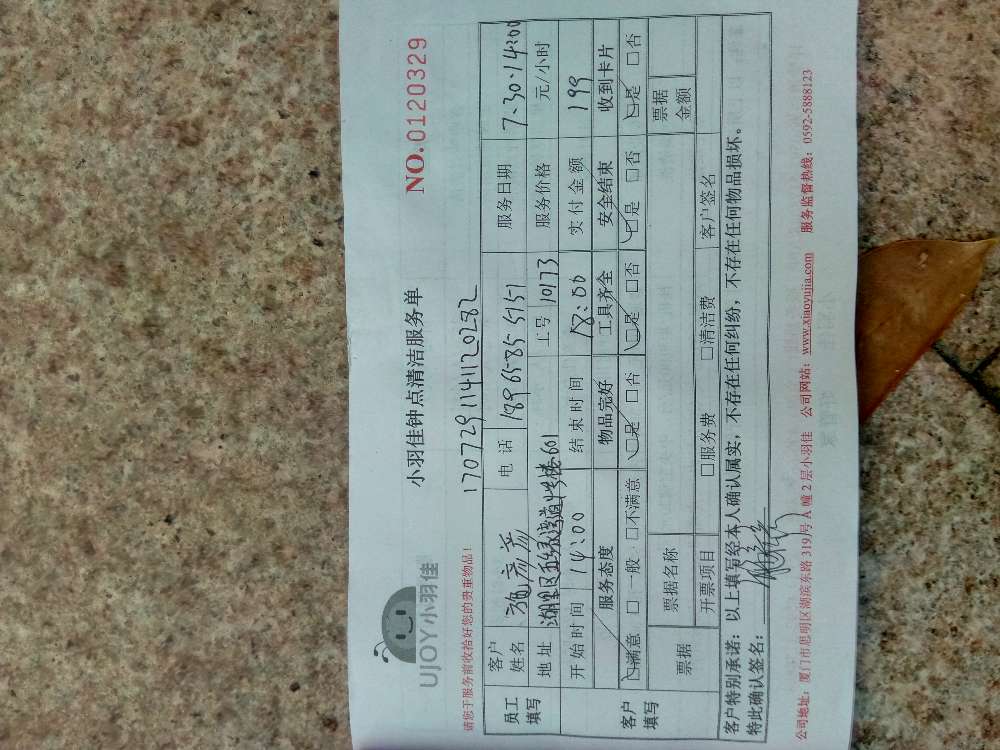 UJOY小羽佳
小羽佳钟点清洁服务单
NO.0120329
请您于服务前收拾好您的贵重物品！
1707291141120282
员工填写
客户姓名 电话 189 65-85-5151 服务日期 7·30·14:00
地址 湖里区 601 工号 10173 服务价格 元/小时
客户填写
开始时间 14:00 结束时间 18:00 实付金额 199
服务态度 物品完好 工具齐全 安全结束 收到卡片
□满意 □一般 □不满意 □是 □否 □是 □否 □是 □否 □是 □否
票据 票据名称 票据金额
开票项目 □服务费 □清洁费 客户签名
客户特别承诺：以上填写经本人确认属实，不存在任何纠纷，不存在任何物品损坏。
特此确认签名：
公司地址：厦门市思明区湖滨东路319号A幢2层小羽佳 公司网站：www.xiaoyujia.com 服务监督热线：0592-5888123